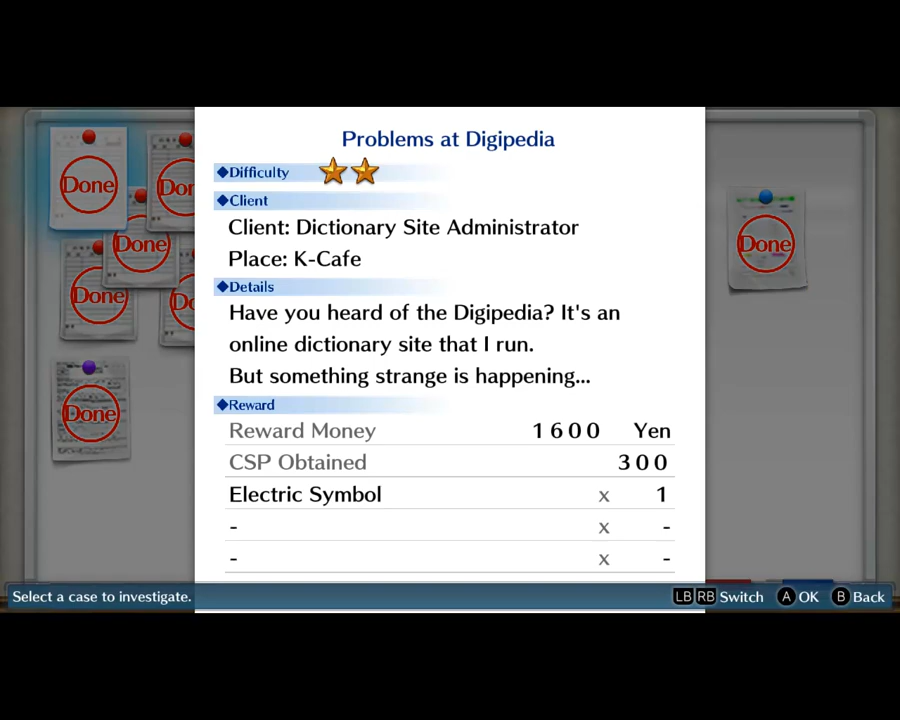 Problems at Digipedia
◆Difficulty
◆Client
Client: Dictionary Site Administrator
Place: K-Cafe
◆Details
Have you heard of the Digipedia? It's an
online dictionary site that I run.
But something strange is happening...
◆Reward
Reward Money 1600 Yen
CSP Obtained 300
Electric Symbol x 1
- x -
- x -
Done
Done
Done
Done
Do
Done
Done
Select a case to investigate.
LB RB Switch A OK B Back